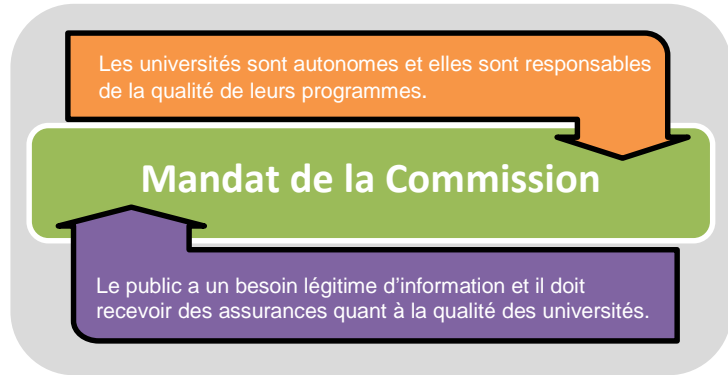 Les universités sont autonomes et elles sont responsables
de la qualité de leurs programmes.
Mandat de la Commission
Le public a un besoin légitime d’information et il doit
recevoir des assurances quant à la qualité des universités.